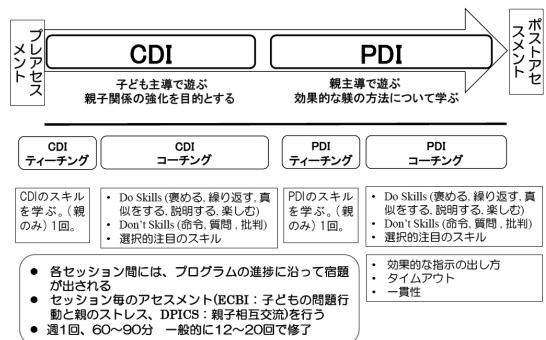 プレアセスメント
CDI
PDI
ポストアセスメント
子ども主導で遊ぶ
親子関係の強化を目的とする
親主導で遊ぶ
効果的な躾の方法について学ぶ
CDI
ティーチング
CDI
コーチング
PDI
ティーチング
PDI
コーチング
CDIのスキル
を学ぶ。(親
のみ) 1回。
• Do Skills (褒める, 繰り返す, 真
似をする, 説明する, 楽しむ)
• Don't Skills (命令, 質問 , 批判)
• 選択的注目のスキル
PDIのスキル
を学ぶ。(親
のみ) 1回。
• Do Skills (褒める, 繰り返す, 真
似をする, 説明する, 楽しむ)
• Don't Skills (命令, 質問 , 批判)
• 選択的注目のスキル
• 効果的な指示の出し方
• タイムアウト
• 一貫性
● 各セッション間には、プログラムの進捗に沿って宿題
が出される
● セッション毎のアセスメント(ECBI:子どもの問題行
動と親のストレス、DPICS:親子相互交流)を行う
● 週1回、60~90分 一般的に12~20回で修了